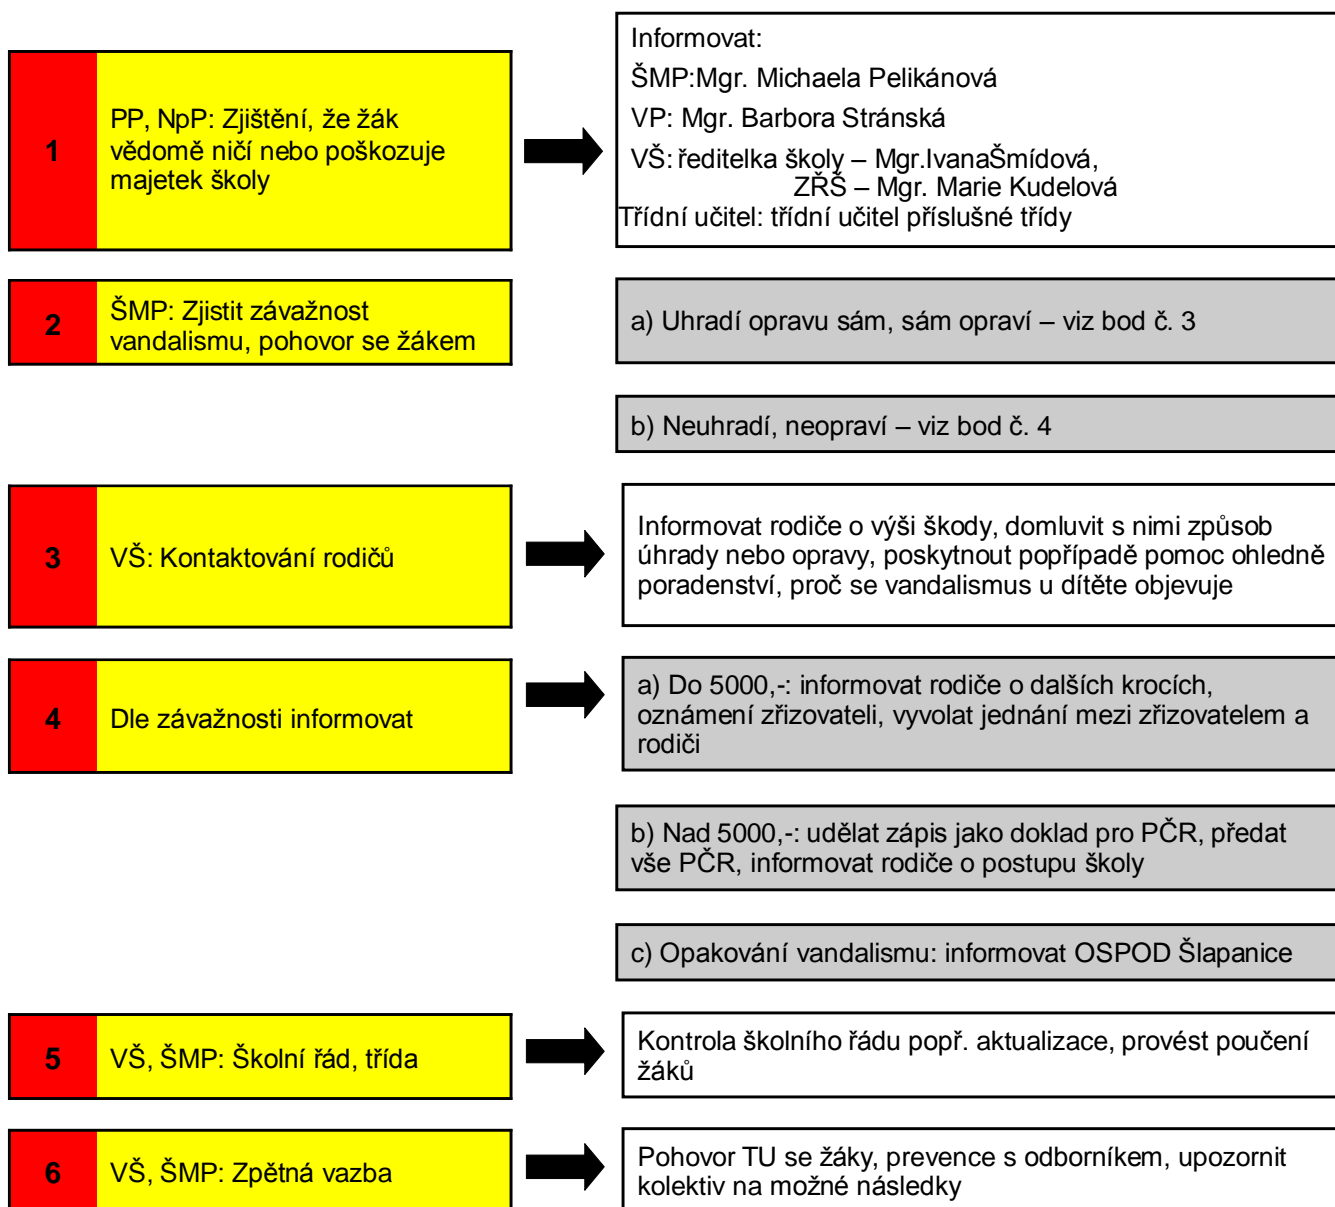 1
PP, NpP: Zjištění, že žák
vědomě ničí nebo poškozuje
majetek školy
Informovat:
ŠMP:Mgr. Michaela Pelikánová
VP: Mgr. Barbora Stránská
VŠ: ředitelka školy – Mgr.IvanaŠmídová,
ZŘŠ – Mgr. Marie Kudelová
Třídní učitel: třídní učitel příslušné třídy
2
ŠMP: Zjistit závažnost
vandalismu, pohovor se žákem
a) Uhradí opravu sám, sám opraví – viz bod č. 3
b) Neuhradí, neopraví – viz bod č. 4
3
VŠ: Kontaktování rodičů
Informovat rodiče o výši škody, domluvit s nimi způsob
úhrady nebo opravy, poskytnout popřípadě pomoc ohledně
poradenství, proč se vandalismus u dítěte objevuje
4
Dle závažnosti informovat
a) Do 5000,-: informovat rodiče o dalších krocích,
oznámení zřizovateli, vyvolat jednání mezi zřizovatelem a
rodiči
b) Nad 5000,-: udělat zápis jako doklad pro PČR, předat
vše PČR, informovat rodiče o postupu školy
c) Opakování vandalismu: informovat OSPOD Šlapanice
5
VŠ, ŠMP: Školní řád, třída
Kontrola školního řádu popř. aktualizace, provést poučení
žáků
6
VŠ, ŠMP: Zpětná vazba
Pohovor TU se žáky, prevence s odborníkem, upozornit
kolektiv na možné následky